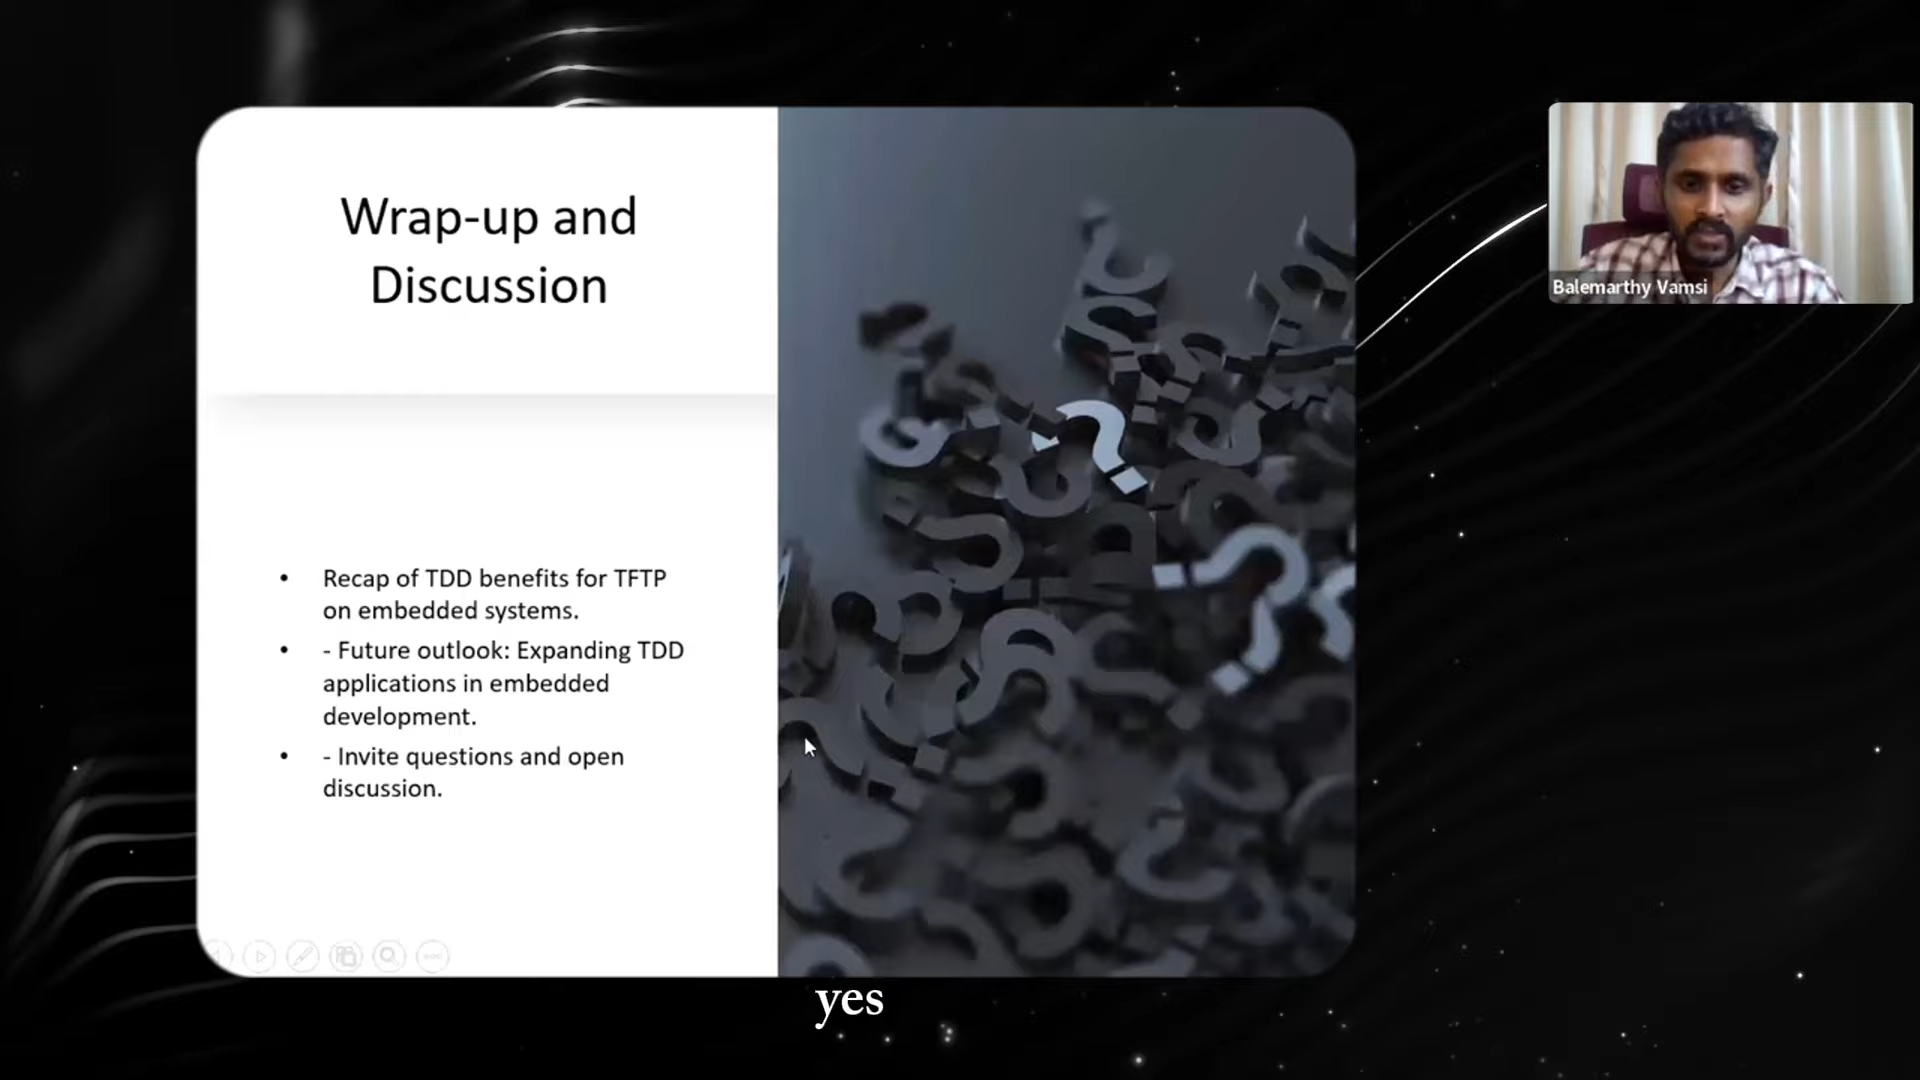 Wrap-up and
Discussion
• Recap of TDD benefits for TFTP
on embedded systems.
• - Future outlook: Expanding TDD
applications in embedded
development.
• - Invite questions and open
discussion.
Balemarthy Vamsi
yes